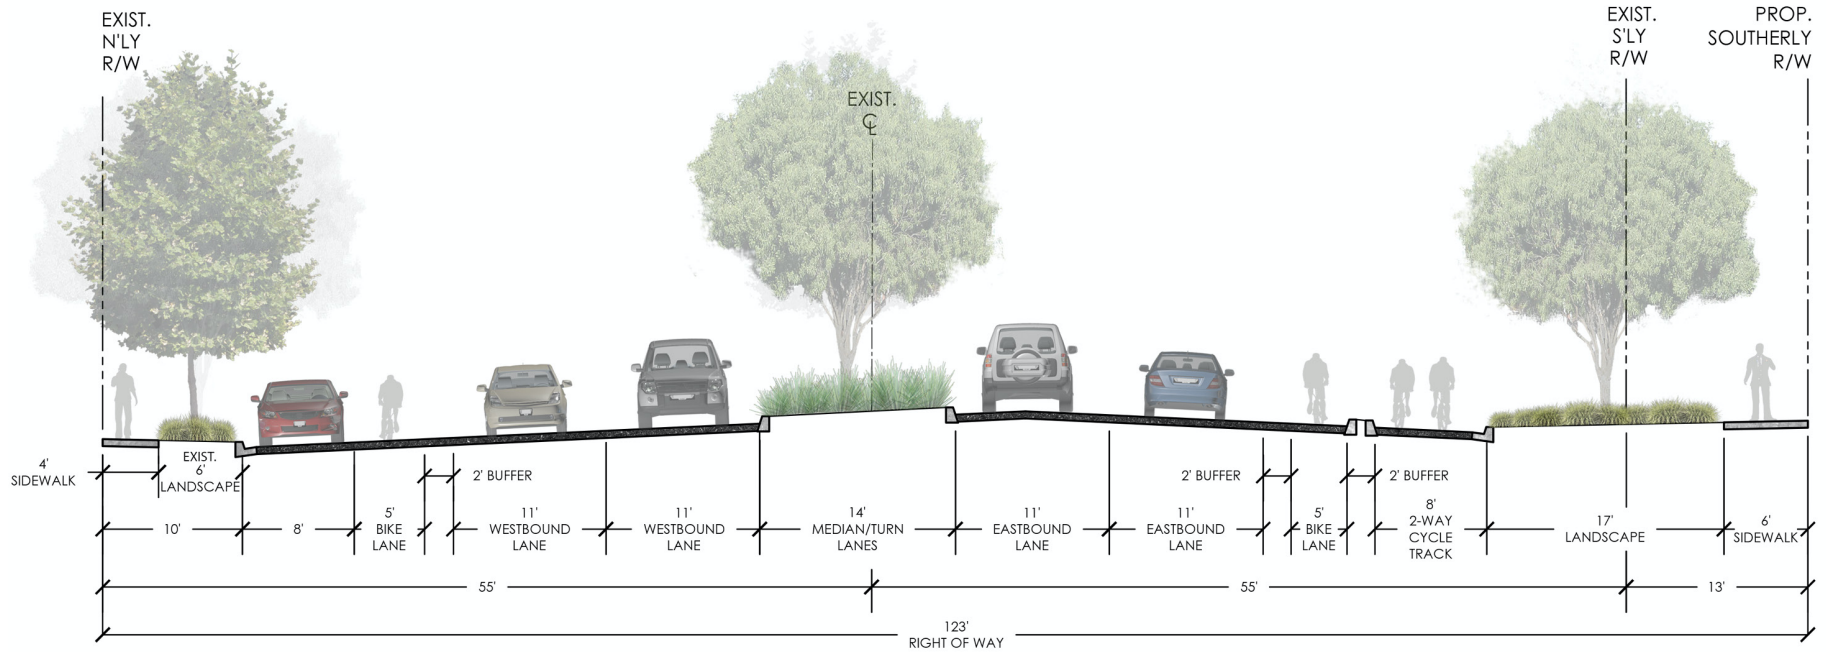 EXIST.
N'LY
R/W
EXIST.
℄
EXIST.
S'LY
R/W
PROP.
SOUTHERLY
R/W
4'
SIDEWALK
EXIST.
6'
LANDSCAPE
2' BUFFER
2' BUFFER
2' BUFFER
10'
8'
5'
BIKE
LANE
11'
WESTBOUND
LANE
11'
WESTBOUND
LANE
14'
MEDIAN/TURN
LANES
11'
EASTBOUND
LANE
11'
EASTBOUND
LANE
5'
BIKE
LANE
8'
2-WAY
CYCLE
TRACK
17'
LANDSCAPE
6'
SIDEWALK
55'
55'
13'
123'
RIGHT OF WAY